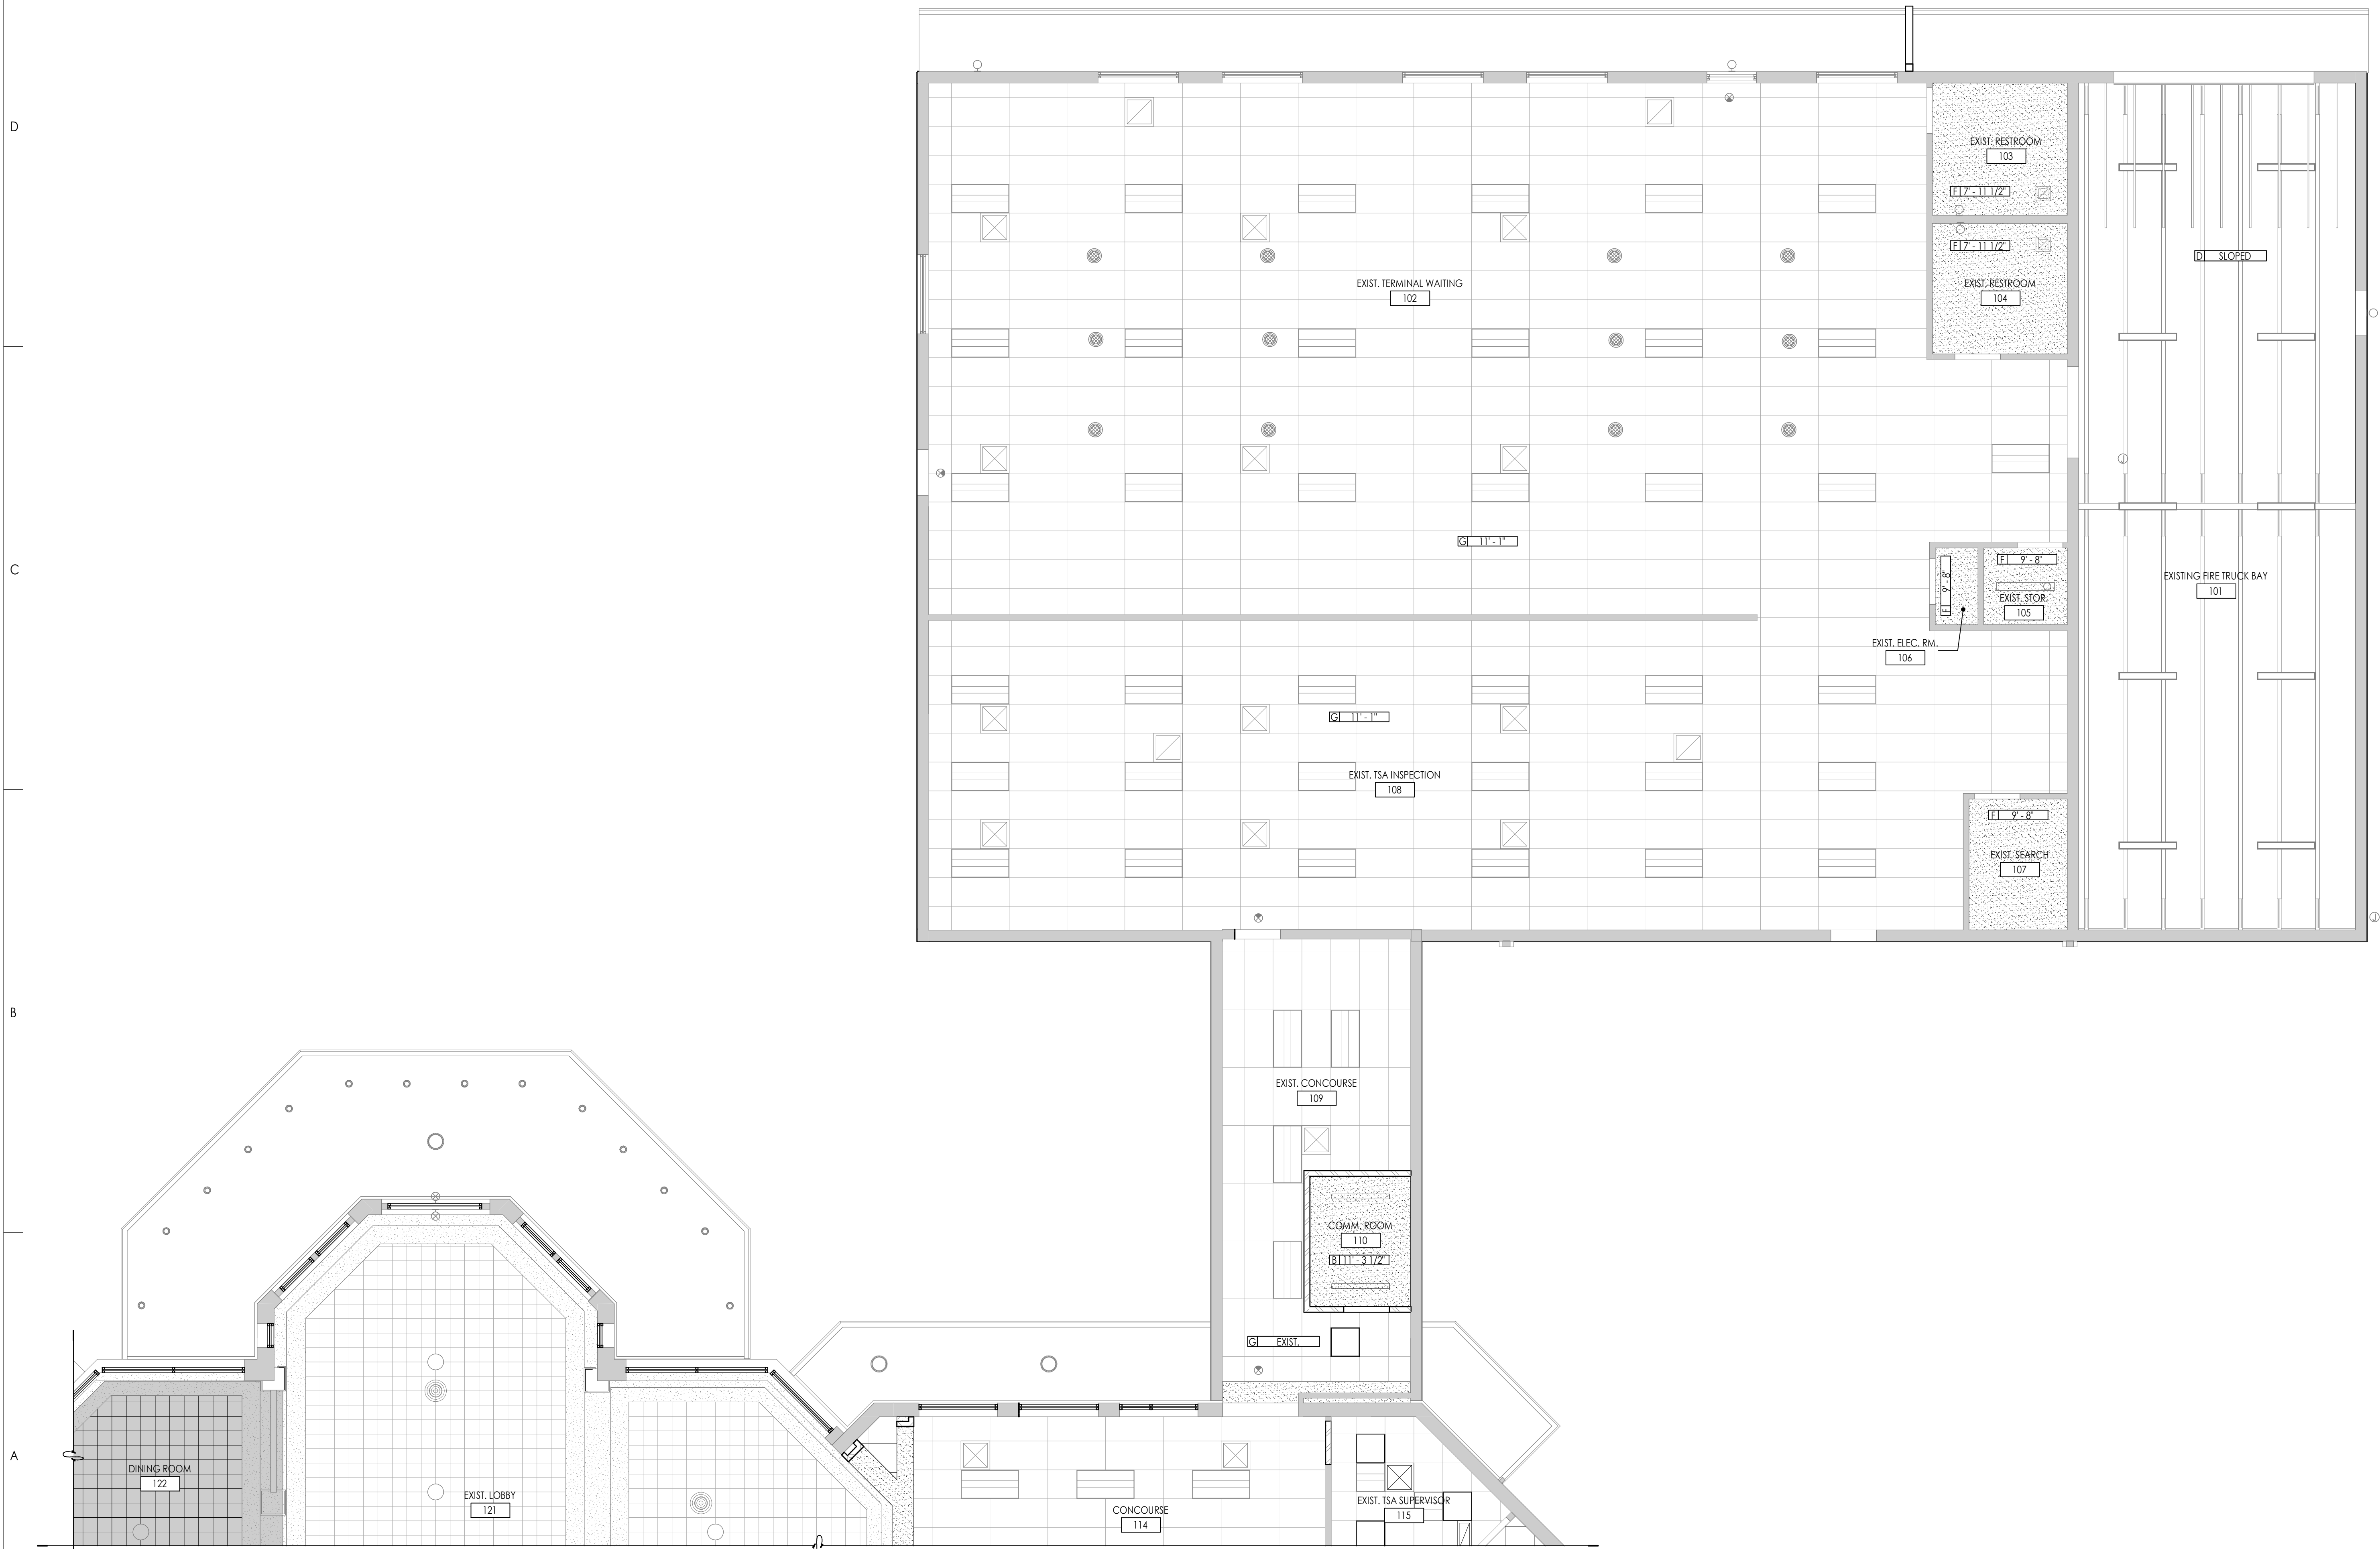 D
EXIST. RESTROOM
103
F 7' - 11 1/2"
F 7' - 11 1/2"
EXIST. RESTROOM
104
D SLOPED
EXIST. TERMINAL WAITING
102
J
G 11' - 1"
C
F 9' - 8"
F 9' - 8"
EXIST. STOR.
105
EXISTING FIRE TRUCK BAY
101
EXIST. ELEC. RM.
106
G 11' - 1"
EXIST. TSA INSPECTION
108
F 9' - 8"
EXIST. SEARCH
107
J
B
EXIST. CONCOURSE
109
COMM. ROOM
110
B 11' - 3 1/2"
G EXIST.
A
DINING ROOM
122
EXIST. LOBBY
121
CONCOURSE
114
EXIST. TSA SUPERVISOR
115